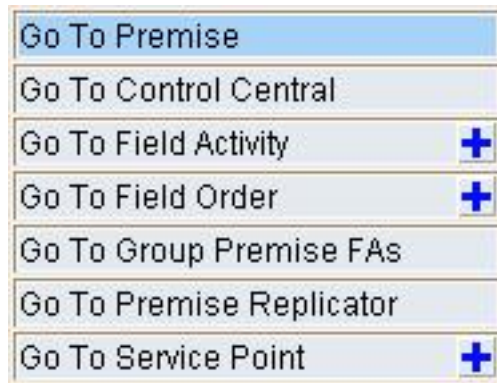 Go To Premise
Go To Control Central
Go To Field Activity
Go To Field Order
Go To Group Premise FAs
Go To Premise Replicator
Go To Service Point